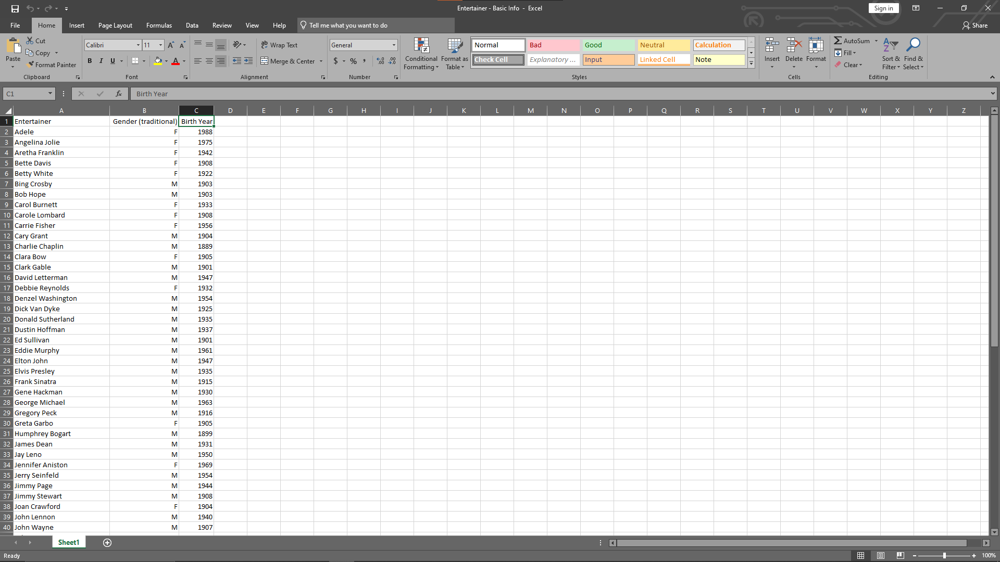 Entertainer - Basic Info - Excel
Sign in
File Home Insert Page Layout Formulas Data Review View Help Tell me what you want to do Share
Paste
Cut
Copy
Format Painter
Clipboard
Calibri 11
B I U
Font
Wrap Text
Merge & Center
Alignment
General
$ % ,
Number
Conditional Formatting
Format as Table
Normal Bad Good Neutral Calculation
Check Cell Explanatory ... Input Linked Cell Note
Styles
Insert Delete Format
Cells
AutoSum
Fill
Clear
Sort & Filter
Find & Select
Editing
C1 fx Birth Year
A B C D E F G H I J K L M N O P Q R S T U V W X Y Z
1 Entertainer Gender (traditional) Birth Year
2 Adele F 1988
3 Angelina Jolie F 1975
4 Aretha Franklin F 1942
5 Bette Davis F 1908
6 Betty White F 1922
7 Bing Crosby M 1903
8 Bob Hope M 1903
9 Carol Burnett F 1933
10 Carole Lombard F 1908
11 Carrie Fisher F 1956
12 Cary Grant M 1904
13 Charlie Chaplin M 1889
14 Clara Bow F 1905
15 Clark Gable M 1901
16 David Letterman M 1947
17 Debbie Reynolds F 1932
18 Denzel Washington M 1954
19 Dick Van Dyke M 1925
20 Donald Sutherland M 1935
21 Dustin Hoffman M 1937
22 Ed Sullivan M 1901
23 Eddie Murphy M 1961
24 Elton John M 1947
25 Elvis Presley M 1935
26 Frank Sinatra M 1915
27 Gene Hackman M 1930
28 George Michael M 1963
29 Gregory Peck M 1916
30 Greta Garbo F 1905
31 Humphrey Bogart M 1899
32 James Dean M 1931
33 Jay Leno M 1950
34 Jennifer Aniston F 1969
35 Jerry Seinfeld M 1954
36 Jimmy Page M 1944
37 Jimmy Stewart M 1908
38 Joan Crawford F 1904
39 John Lennon M 1940
40 John Wayne M 1907
Sheet1
Ready
100%